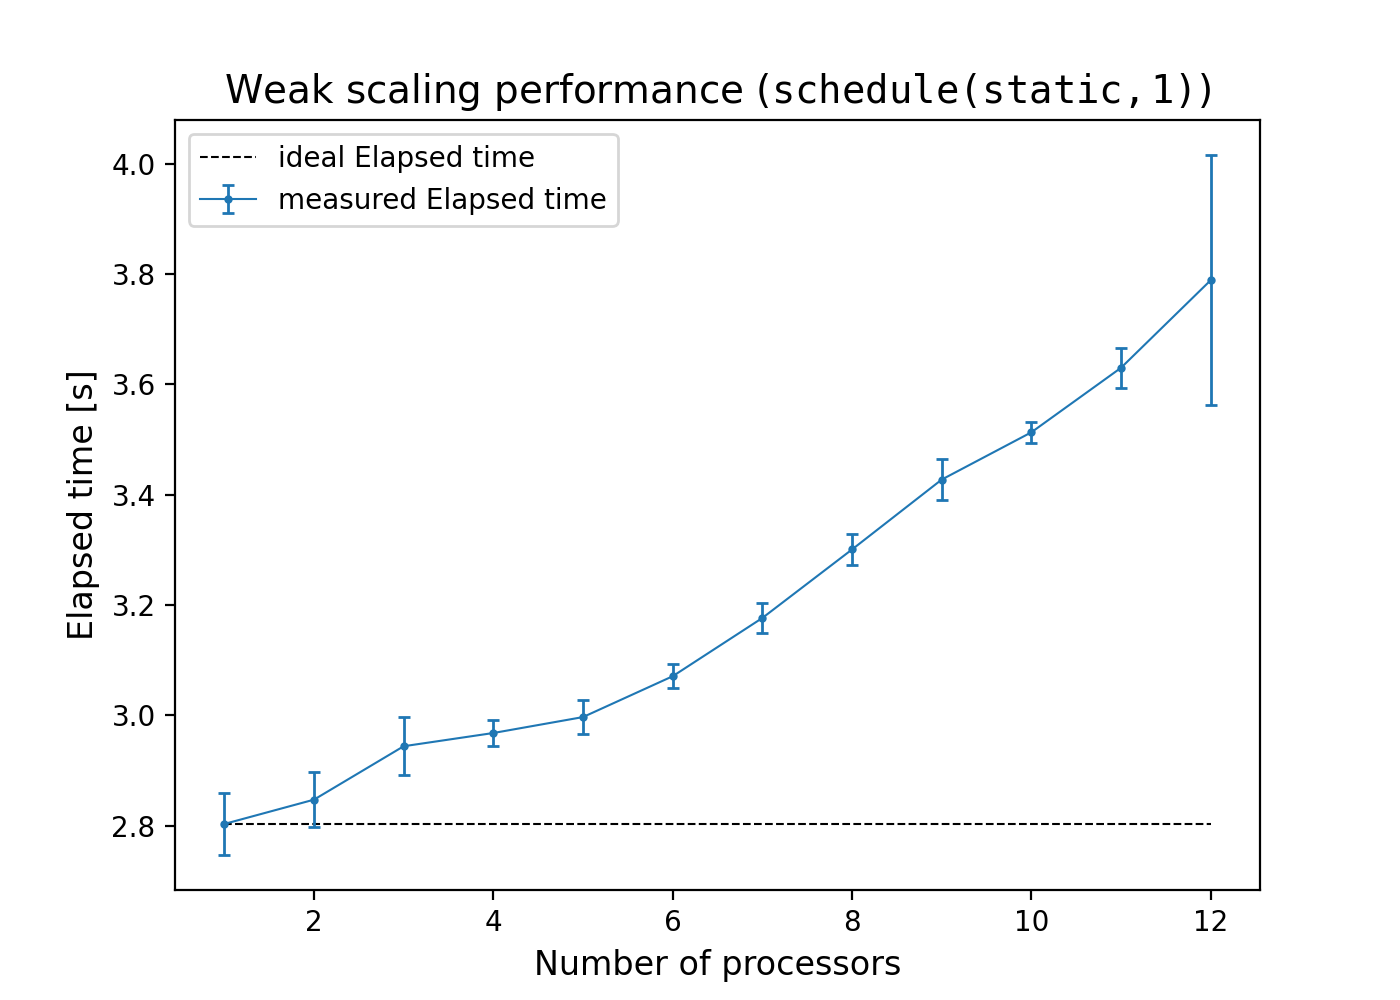 Weak scaling performance (schedule(static,1))
ideal Elapsed time
measured Elapsed time
Elapsed time [s]
4.0
3.8
3.6
3.4
3.2
3.0
2.8
2 4 6 8 10 12
Number of processors